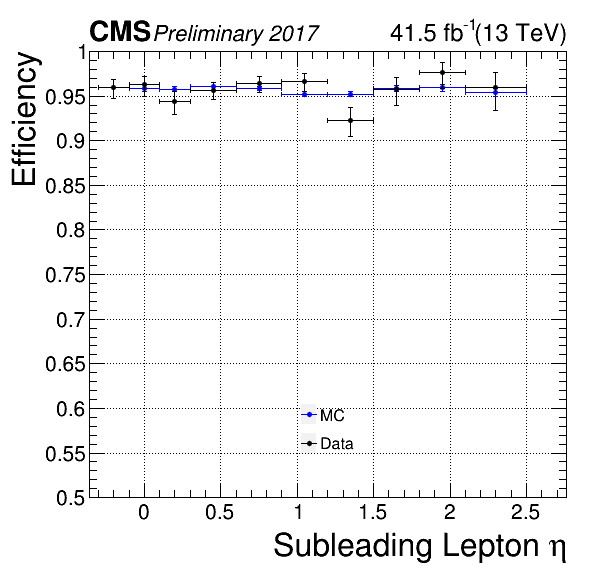 CMS Preliminary 2017 41.5 fb⁻¹(13 TeV)
Efficiency
1
0.95
0.9
0.85
0.8
0.75
0.7
0.65
0.6
0.55
0.5
MC
Data
0 0.5 1 1.5 2 2.5
Subleading Lepton η